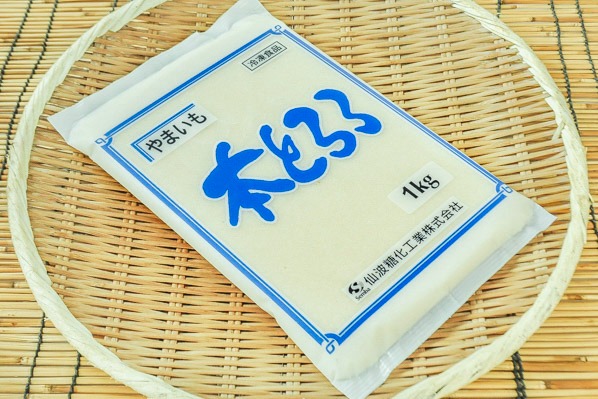 冷凍食品
やまいも
本とろろ
1kg
Senba
仙波糖化工業株式会社